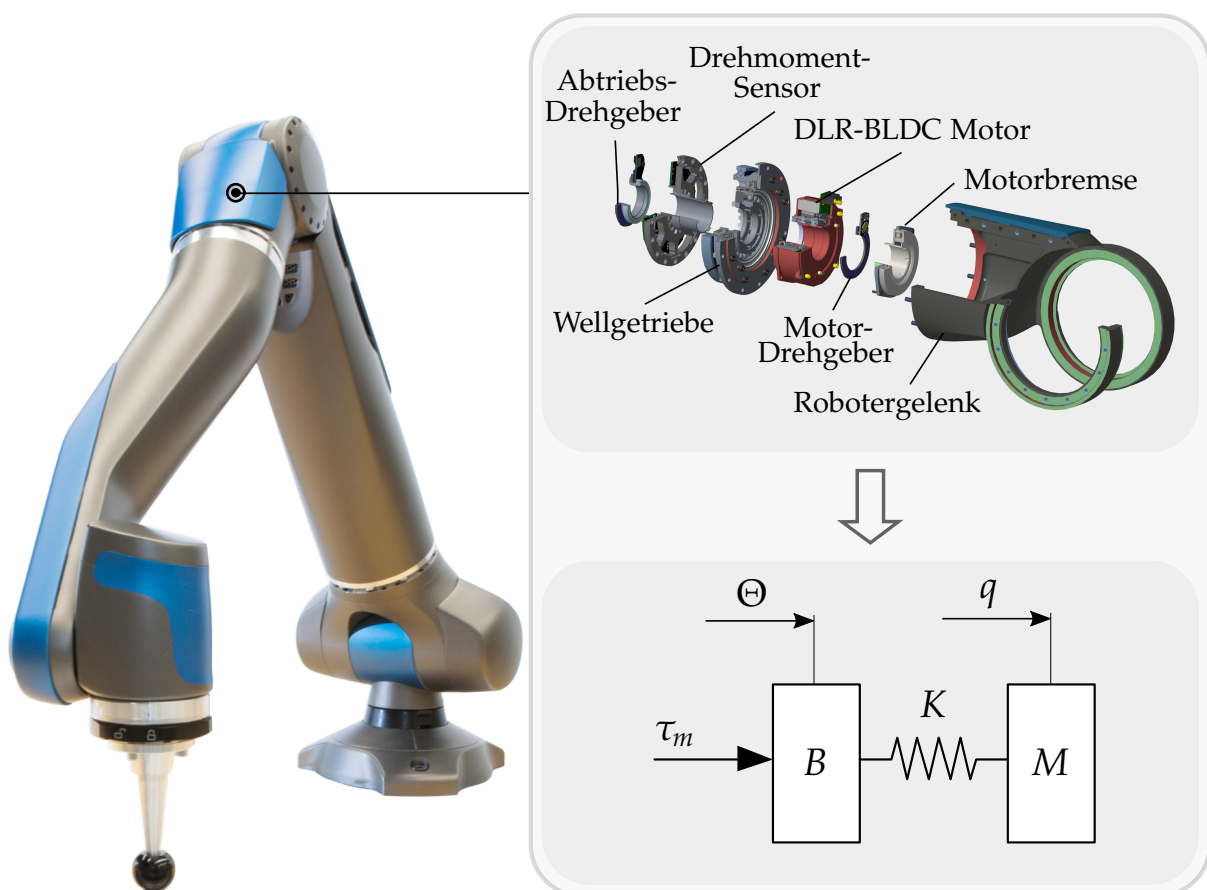 Drehmoment-
Sensor
Abtriebs-
Drehgeber
DLR-BLDC Motor
Motorbremse
Wellgetriebe
Motor-
Drehgeber
Robotergelenk
Θ
q
K
τm
B
M